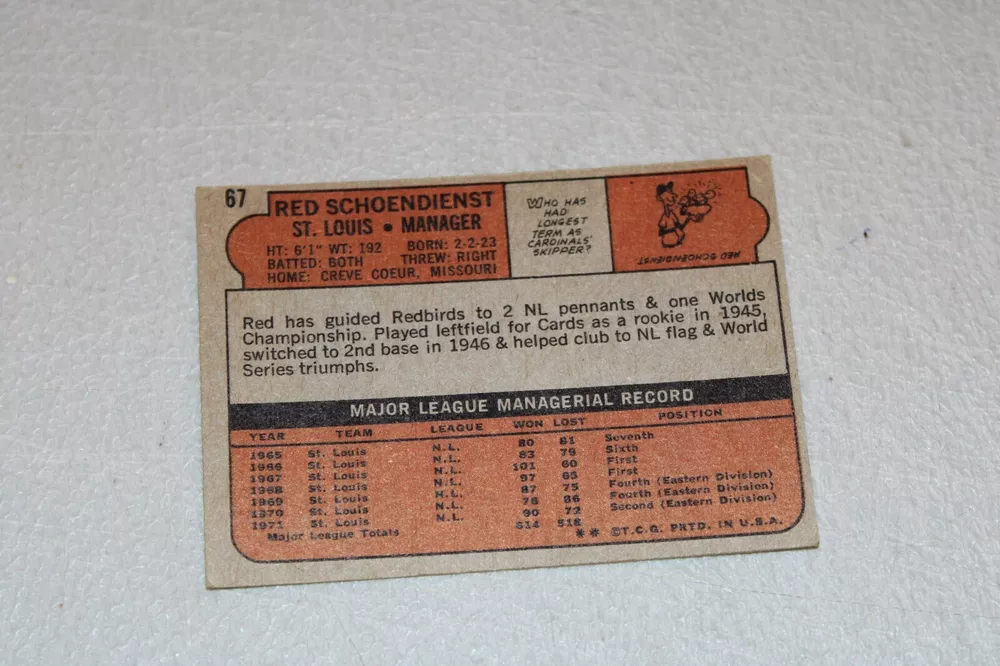 67
RED SCHOENDIENST
ST. LOUIS • MANAGER
HT: 6'1" WT: 192 BORN: 2-2-23
BATTED: BOTH THREW: RIGHT
HOME: CREVE COEUR, MISSOURI
WHO HAS
HAD
LONGEST
TERM AS
CARDINALS'
SKIPPER?
RED SCHOENDIENST
Red has guided Redbirds to 2 NL pennants & one Worlds
Championship. Played leftfield for Cards as a rookie in 1945,
switched to 2nd base in 1946 & helped club to NL flag & World
Series triumphs.
MAJOR LEAGUE MANAGERIAL RECORD
YEAR TEAM LEAGUE WON LOST POSITION
1965 St. Louis N.L. 80 81 Seventh
1966 St. Louis N.L. 83 79 Sixth
1967 St. Louis N.L. 101 60 First
1968 St. Louis N.L. 97 65 First
1969 St. Louis N.L. 87 75 Fourth (Eastern Division)
1970 St. Louis N.L. 76 86 Fourth (Eastern Division)
1971 St. Louis N.L. 90 72 Second (Eastern Division)
Major League Totals 614 518
** ©T.C.G. PRTD. IN U.S.A.